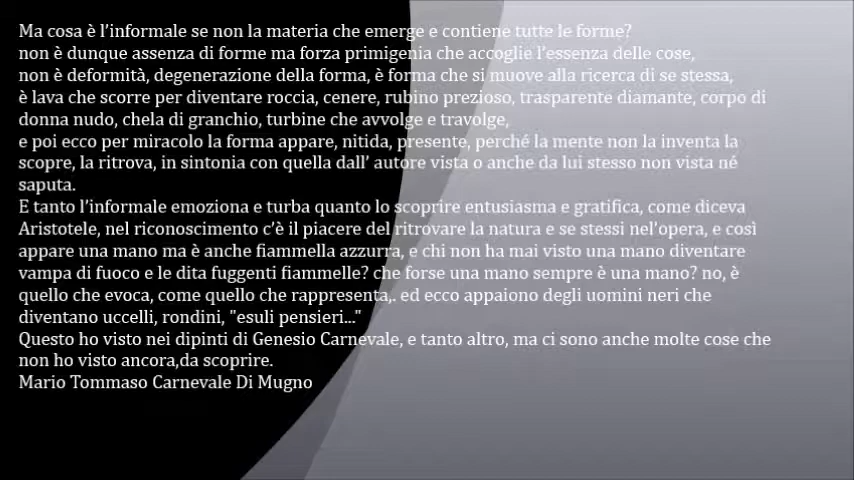 Ma cosa è l'informale se non la materia che emerge e contiene tutte le forme?
non è dunque assenza di forme ma forza primigenia che accoglie l'essenza delle cose,
non è deformità, degenerazione della forma, è forma che si muove alla ricerca di se stessa,
è lava che scorre per diventare roccia, cenere, rubino prezioso, trasparente diamante, corpo di
donna nudo, chela di granchio, turbine che avvolge e travolge,
e poi ecco per miracolo la forma appare, nitida, presente, perché la mente non la inventa la
scopre, la ritrova, in sintonia con quella dall' autore vista o anche da lui stesso non vista né
saputa.
E tanto l'informale emoziona e turba quanto lo scoprire entusiasma e gratifica, come diceva
Aristotele, nel riconoscimento c'è il piacere del ritrovare la natura e se stessi nel'opera, e così
appare una mano ma è anche fiammella azzurra, e chi non ha mai visto una mano diventare
vampa di fuoco e le dita fuggenti fiammelle? che forse una mano sempre è una mano? no, è
quello che evoca, come quello che rappresenta,. ed ecco appaiono degli uomini neri che
diventano uccelli, rondini, "esuli pensieri..."
Questo ho visto nei dipinti di Genesio Carnevale, e tanto altro, ma ci sono anche molte cose che
non ho visto ancora,da scoprire.
Mario Tommaso Carnevale Di Mugno